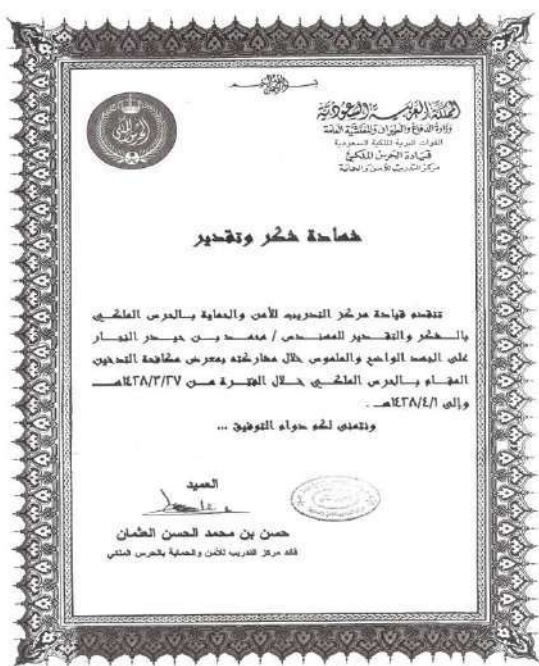 بسم الله الرحمن الرحيم
المملكة العربية السعودية
وزارة الدفاع والطيران والمفتشية العامة
القوات البرية الملكية السعودية
قيادة الحرس الملكي
مركز التدريب للأمن والحماية
الحرس الملكي
شهادة شكر وتقدير
تتقدم قيادة مركز التدريب للأمن والحماية بالحرس الملكي
بالشكر والتقدير للمهندس / محمد بن حيدر النجار
على الجهد الواضح والملموس خلال مشاركته بمعرض مكافحة التدخين
المقام بالحرس الملكي خلال الفترة من ١٤٢٨/٣/٢٧هـ
وإلى ١٤٢٨/٤/١هـ .
ونتمنى لكم دوام التوفيق ...
العميد
حسن بن محمد الحسن العثمان
قائد مركز التدريب للأمن والحماية بالحرس الملكي